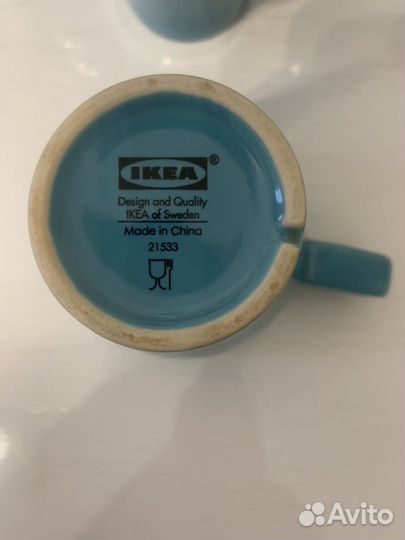 IKEA®
Design and Quality
IKEA of Sweden
Made in China
21533
Avito